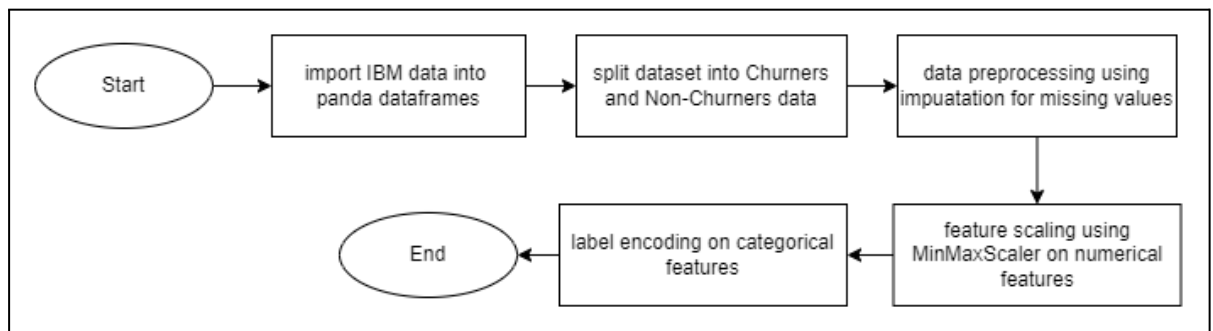 Start
import IBM data into
panda dataframes
split dataset into Churners
and Non-Churners data
data preprocessing using
impuatation for missing values
feature scaling using
MinMaxScaler on numerical
features
label encoding on categorical
features
End